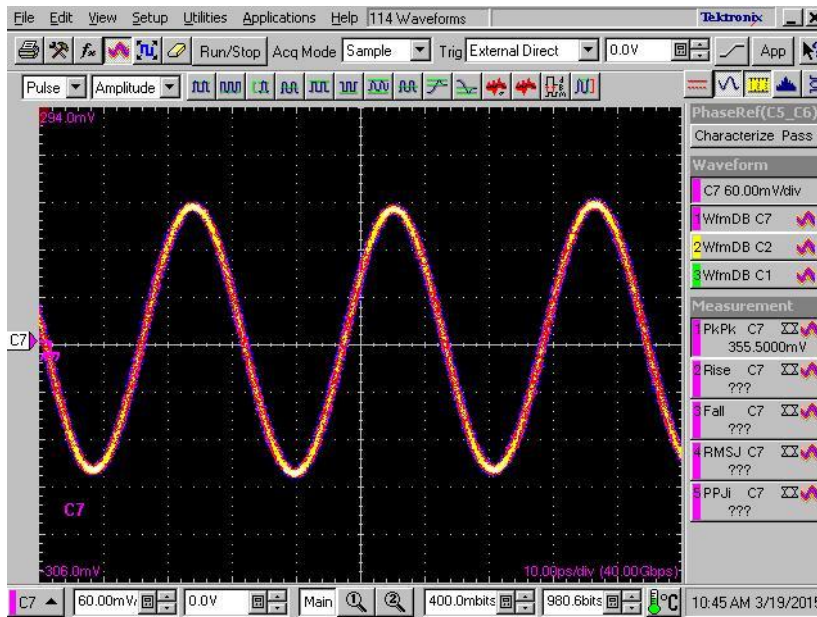 File Edit View Setup Utilities Applications Help 114 Waveforms Tektronix
Run/Stop Acq Mode Sample Trig External Direct 0.0V App
Pulse Amplitude
294.0mV
PhaseRef(C5_C6)
Characterize Pass
Waveform
C7 60.00mV/div
1 WfmDB C7
2 WfmDB C2
3 WfmDB C1
Measurement
1 PkPk C7
355.5000mV
2 Rise C7
???
3 Fall C7
???
4 RMSJ C7
???
5 PPJi C7
???
C7
C7
-306.0mV 10.00ps/div (40.00Gbps)
C7 60.00mV/ 0.0V Main 1 2 400.0mbits 980.6bits °C 10:45 AM 3/19/2015